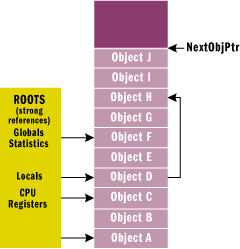 NextObjPtr
Object J
Object I
ROOTS
(strong
references)
Globals
Statistics
Locals
CPU
Registers
Object H
Object G
Object F
Object E
Object D
Object C
Object B
Object A